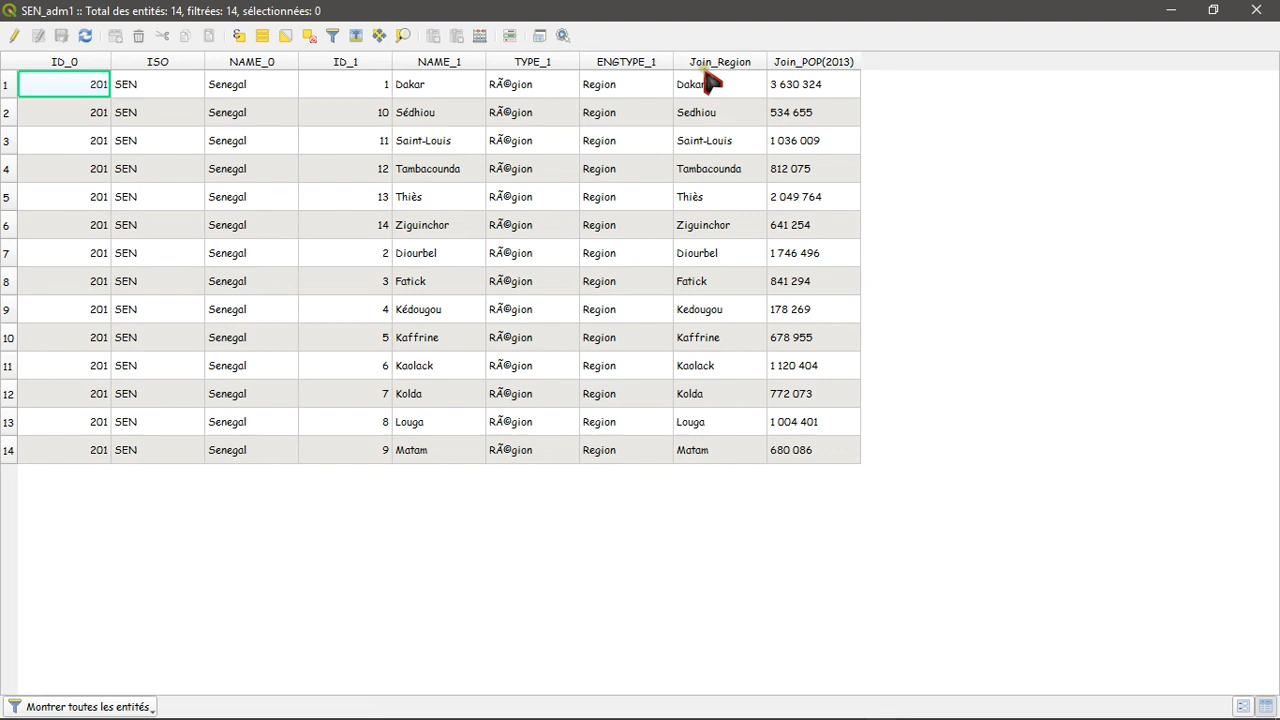 SEN_adm1 :: Total des entités: 14, filtrées: 14, sélectionnées: 0
ID_0 ISO NAME_0 ID_1 NAME_1 TYPE_1 ENGTYPE_1 Join_Region Join_POP(2013)
1 201 SEN Senegal 1 Dakar RÃ©gion Region Dakar 3 630 324
2 201 SEN Senegal 10 Sédhiou RÃ©gion Region Sedhiou 534 655
3 201 SEN Senegal 11 Saint-Louis RÃ©gion Region Saint-Louis 1 036 009
4 201 SEN Senegal 12 Tambacounda RÃ©gion Region Tambacounda 812 075
5 201 SEN Senegal 13 Thiès RÃ©gion Region Thiès 2 049 764
6 201 SEN Senegal 14 Ziguinchor RÃ©gion Region Ziguinchor 641 254
7 201 SEN Senegal 2 Diourbel RÃ©gion Region Diourbel 1 746 496
8 201 SEN Senegal 3 Fatick RÃ©gion Region Fatick 841 294
9 201 SEN Senegal 4 Kédougou RÃ©gion Region Kedougou 178 269
10 201 SEN Senegal 5 Kaffrine RÃ©gion Region Kaffrine 678 955
11 201 SEN Senegal 6 Kaolack RÃ©gion Region Kaolack 1 120 404
12 201 SEN Senegal 7 Kolda RÃ©gion Region Kolda 772 073
13 201 SEN Senegal 8 Louga RÃ©gion Region Louga 1 004 401
14 201 SEN Senegal 9 Matam RÃ©gion Region Matam 680 086
Montrer toutes les entités